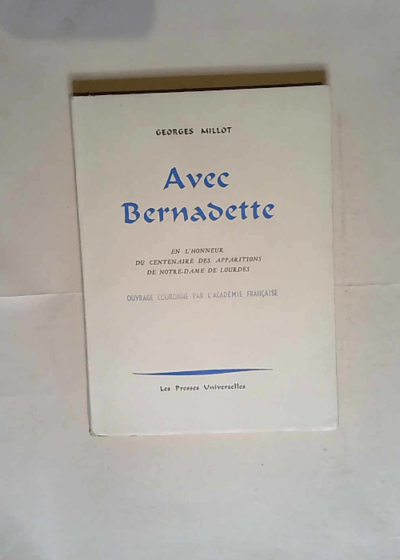 GEORGES MILLOT
Avec
Bernadette
EN L'HONNEUR
DU CENTENAIRE DES APPARITIONS
DE NOTRE-DAME DE LOURDES
OUVRAGE COURONNÉ PAR L'ACADÉMIE FRANÇAISE
Les Presses Universelles